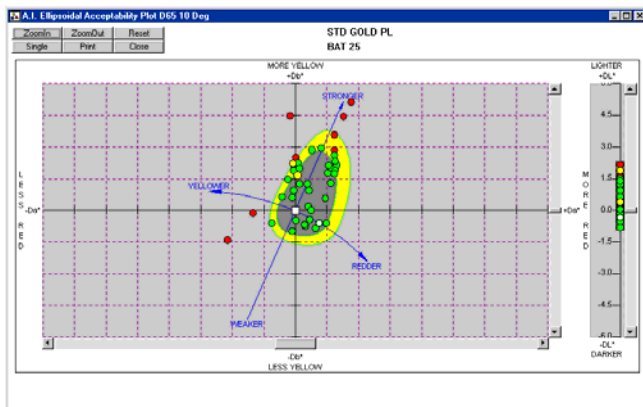 A.I. Ellipsoidal Acceptability Plot D65 10 Deg
ZoomIn ZoomOut Reset
Single Print Close
STD GOLD PL
BAT 25
MORE YELLOW
+Db*
STRONGER
YELLOWER
LESS RED
-Da*
+Da*
MORE RED
REDDER
WEAKER
-Db*
LESS YELLOW
LIGHTER
+DL*
6.0
4.5
3.0
1.5
0.0
-1.5
-3.0
-4.5
-6.0
-DL*
DARKER